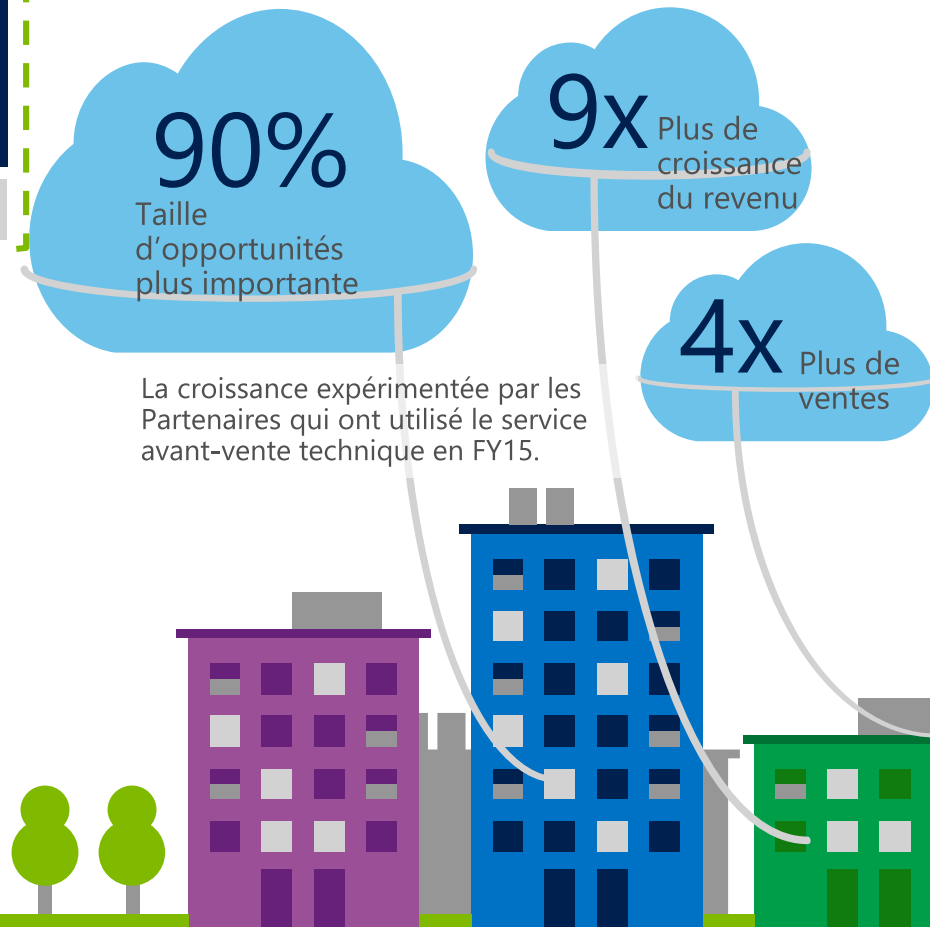 90%
Taille
d'opportunités
plus importante
9x
Plus de
croissance
du revenu
4x
Plus de
ventes
La croissance expérimentée par les
Partenaires qui ont utilisé le service
avant-vente technique en FY15.